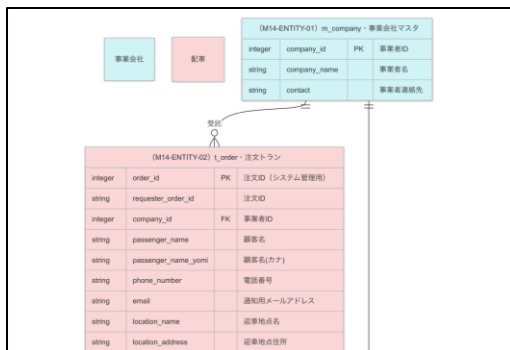 (M14-ENTITY-01) m_company・事業会社マスタ
integer company_id PK 事業者ID
string company_name 事業者名
string contact 事業者連絡先
事業会社
配車
受託
(M14-ENTITY-02) t_order・注文トラン
integer order_id PK 注文ID（システム管理用）
string requester_order_id 注文ID
integer company_id FK 事業者ID
string passenger_name 顧客名
string passenger_name_yomi 顧客名(カナ)
string phone_number 電話番号
string email 通知用メールアドレス
string location_name 迎車地点名
string location_address 迎車地点住所